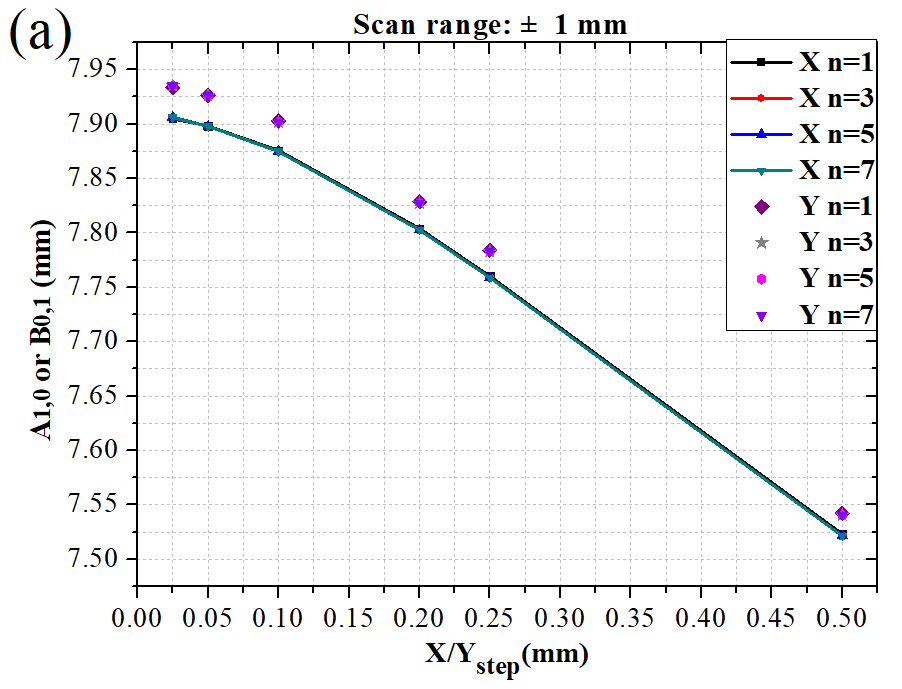 (a)
Scan range: ± 1 mm
X n=1
X n=3
X n=5
X n=7
Y n=1
Y n=3
Y n=5
Y n=7
7.95
7.90
7.85
7.80
7.75
7.70
7.65
7.60
7.55
7.50
A1,0 or B0,1 (mm)
0.00 0.05 0.10 0.15 0.20 0.25 0.30 0.35 0.40 0.45 0.50
X/Ystep(mm)